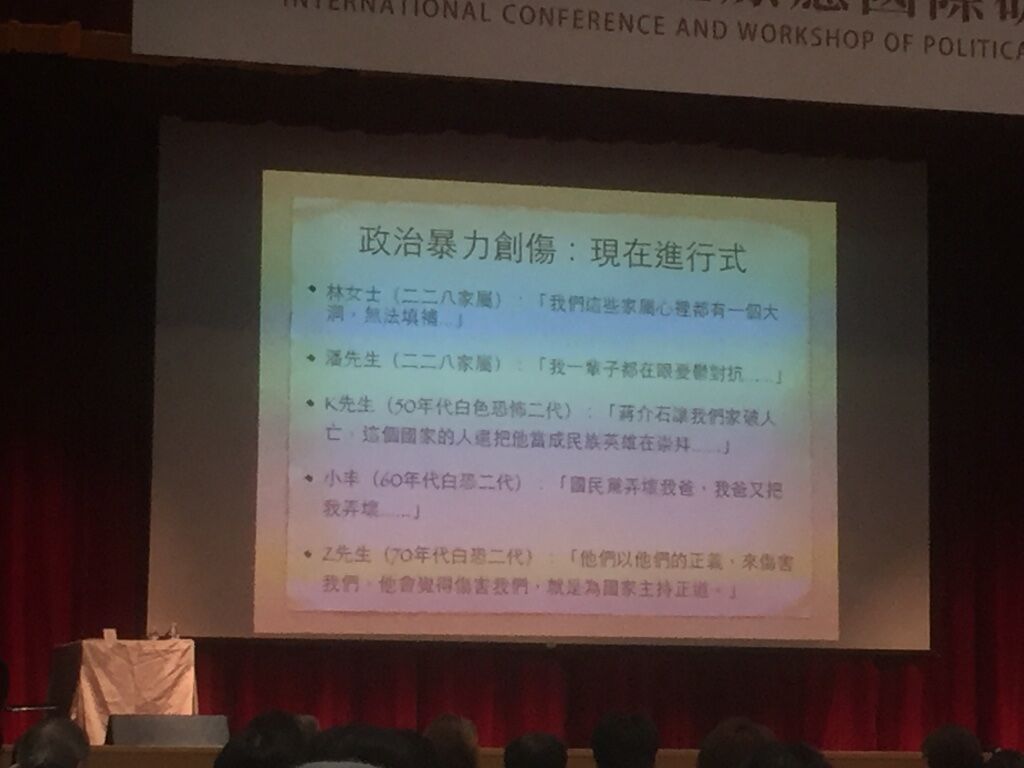 國際
INTERNATIONAL CONFERENCE AND WORKSHOP OF POLITICA
政治暴力創傷：現在進行式
• 林女士（二二八家屬）：「我們這些家屬心裡都有一個大
洞，無法填補…」
• 潘先生（二二八家屬）：「我一輩子都在跟憂鬱對抗……」
• K先生（50年代白色恐怖二代）：「蔣介石讓我們家破人
亡，這個國家的人還把他當成民族英雄在崇拜……」
• 小李（60年代白恐二代）：「國民黨弄壞我爸，我爸又把
我弄壞……」
• Z先生（70年代白恐二代）：「他們以他們的正義，來傷害
我們。他會覺得傷害我們，就是為國家主持正道。」